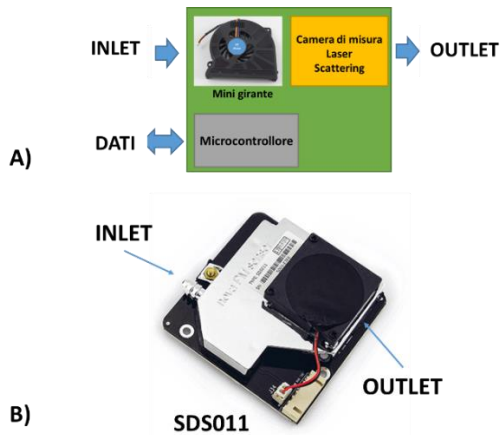 INLET
Camera di misura
Laser
Scattering
OUTLET
Mini girante
DATI
Microcontrollore
A)
INLET
OUTLET
B)
SDS011